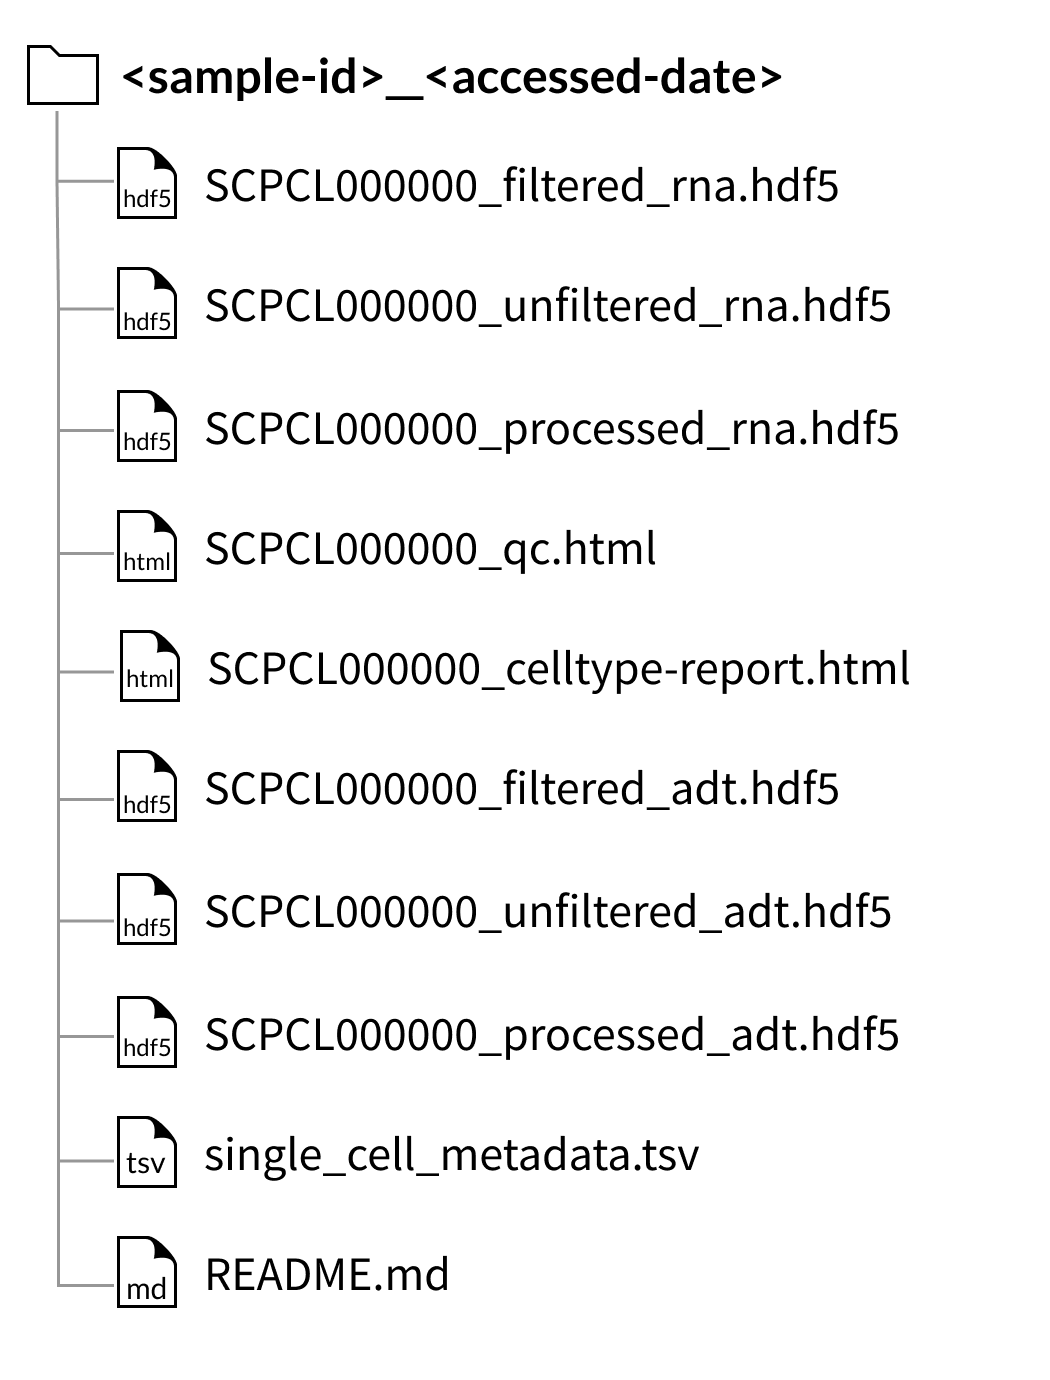 <sample-id>__<accessed-date>
hdf5 SCPCL000000_filtered_rna.hdf5
hdf5 SCPCL000000_unfiltered_rna.hdf5
hdf5 SCPCL000000_processed_rna.hdf5
html SCPCL000000_qc.html
html SCPCL000000_celltype-report.html
hdf5 SCPCL000000_filtered_adt.hdf5
hdf5 SCPCL000000_unfiltered_adt.hdf5
hdf5 SCPCL000000_processed_adt.hdf5
tsv single_cell_metadata.tsv
md README.md